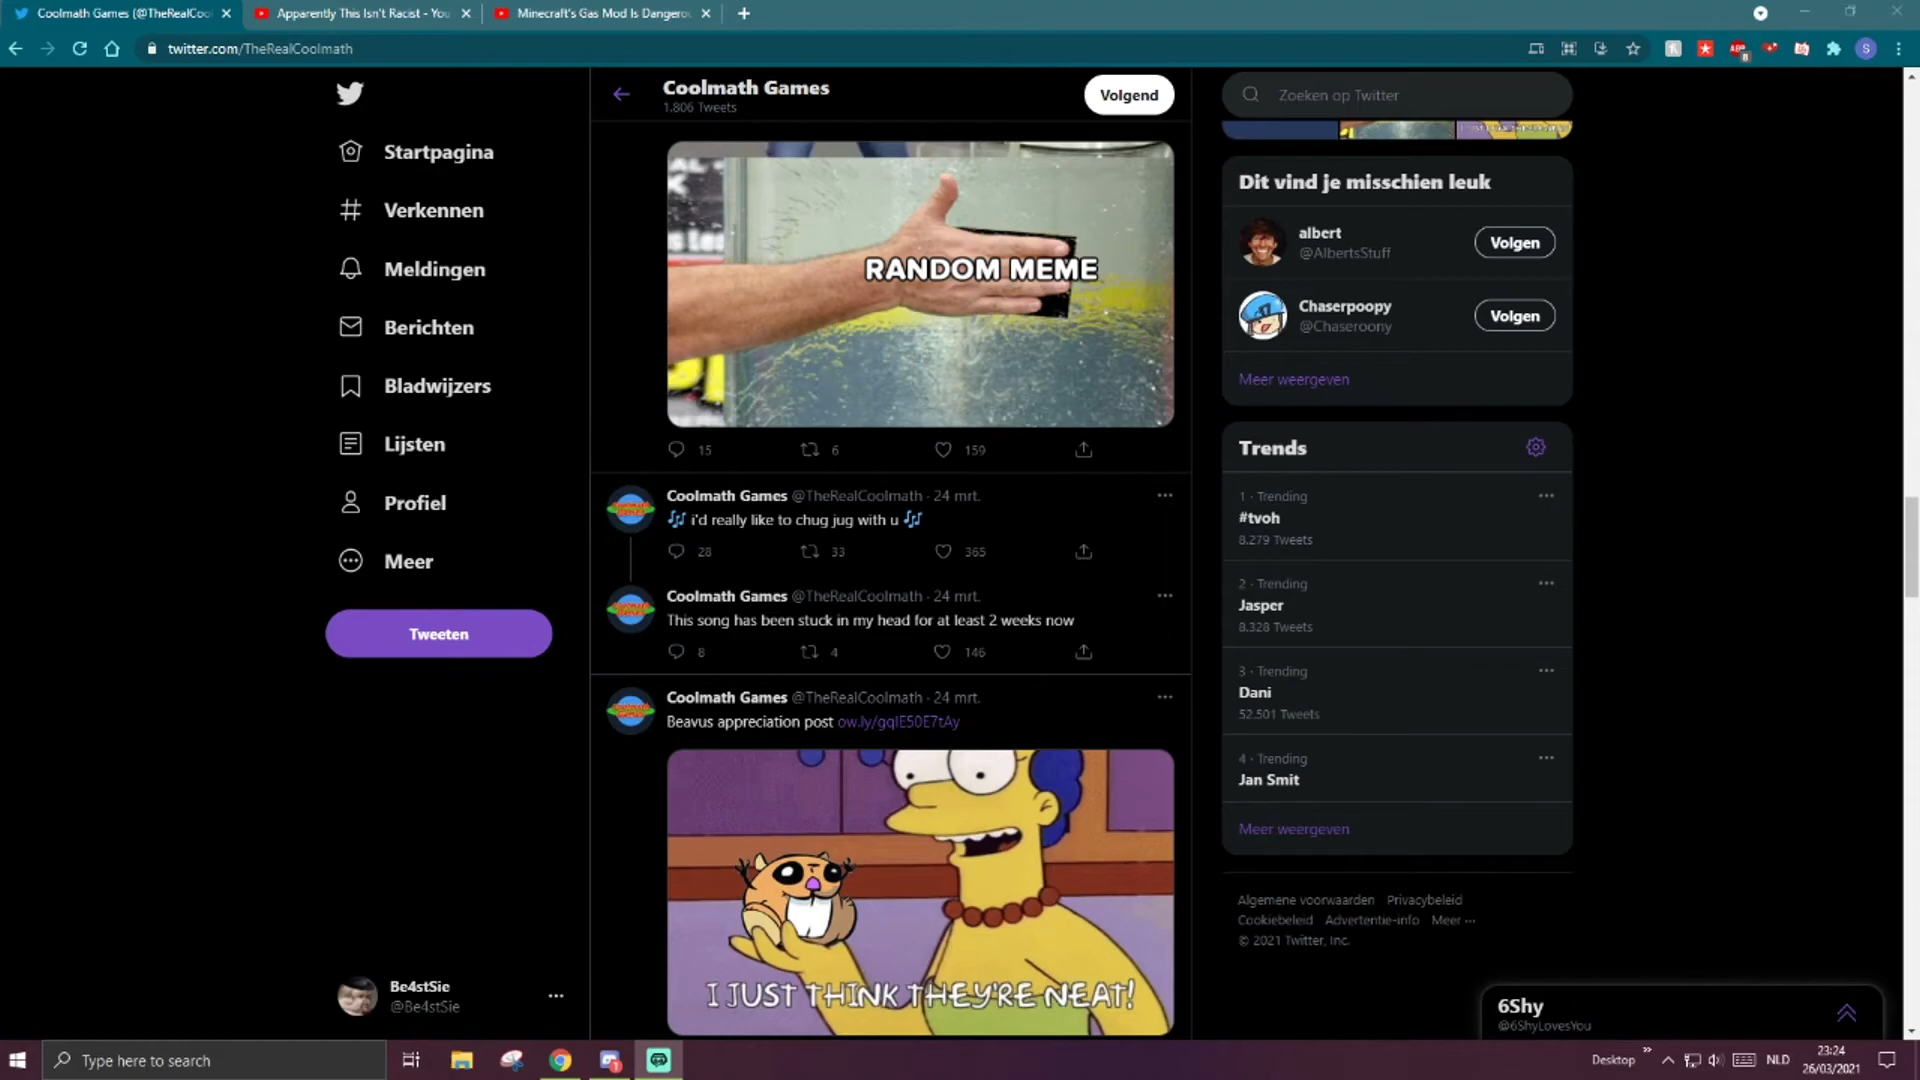 Coolmath Games (@TheRealCool
Apparently This Isn't Racist - You
Minecraft's Gas Mod Is Dangerou
twitter.com/TheRealCoolmath
Startpagina
Verkennen
Meldingen
Berichten
Bladwijzers
Lijsten
Profiel
Meer
Tweeten
Be4stSie
@Be4stSie
Coolmath Games
1.806 Tweets
Volgend
RANDOM MEME
15 6 159
Coolmath Games @TheRealCoolmath · 24 mrt.
🎶 i'd really like to chug jug with u 🎶
28 33 365
Coolmath Games @TheRealCoolmath · 24 mrt.
This song has been stuck in my head for at least 2 weeks now
8 4 146
Coolmath Games @TheRealCoolmath · 24 mrt.
Beavus appreciation post ow.ly/gqIE50E7tAy
I JUST THINK THEY'RE NEAT!
Zoeken op Twitter
Dit vind je misschien leuk
albert
@AlbertsStuff
Volgen
Chaserpoopy
@Chaseroony
Volgen
Meer weergeven
Trends
1 · Trending
#tvoh
8.279 Tweets
2 · Trending
Jasper
8.328 Tweets
3 · Trending
Dani
52.501 Tweets
4 · Trending
Jan Smit
Meer weergeven
Algemene voorwaarden Privacybeleid
Cookiebeleid Advertentie-info Meer ···
© 2021 Twitter, Inc.
6Shy
@6ShyLovesYou
Type here to search
Desktop
NLD
23:24
26/03/2021